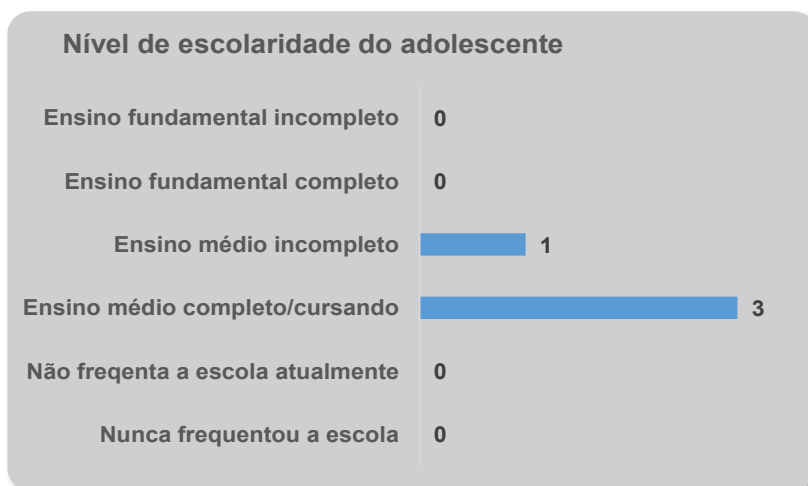 Nível de escolaridade do adolescente
Ensino fundamental incompleto 0
Ensino fundamental completo 0
Ensino médio incompleto 1
Ensino médio completo/cursando 3
Não freqenta a escola atualmente 0
Nunca frequentou a escola 0